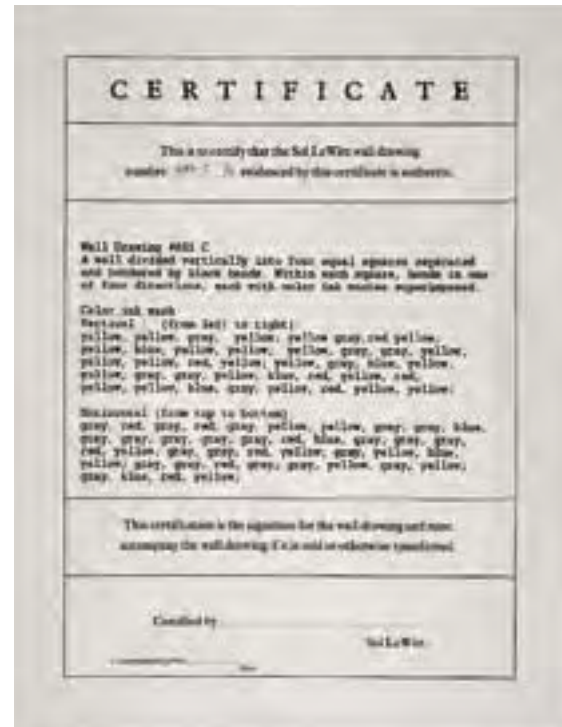 CERTIFICATE
This is to certify that the Sol LeWitt wall drawing
number evidenced by this certificate is authentic.
Wall Drawing #681 C
A wall divided vertically into four equal squares separated
and bordered by black bands. Within each square, bands in one
of four directions, each with color ink washes superimposed.
Color ink wash
Vertical (from left to right)
yellow, yellow, gray, yellow, yellow gray, red yellow,
yellow, blue, yellow, yellow, yellow, gray, gray, yellow,
yellow, yellow, red, yellow, yellow, gray, blue, yellow,
yellow, gray, gray, yellow, blue, red, yellow, red,
yellow, yellow, blue, gray, yellow, red, yellow, yellow;
Horizontal (from top to bottom)
gray, red, gray, red, gray, yellow, yellow, gray, gray, blue,
gray, gray, gray, gray, gray, red, blue, gray, gray, gray,
red, yellow, gray, gray, red, yellow, gray, yellow, blue,
yellow, gray, gray, red, gray, gray, yellow, gray, yellow,
gray, blue, red, yellow;
This certification is the signature for the wall drawing and must
accompany the wall drawing if it is sold or otherwise transferred.
Certified by
Sol LeWitt